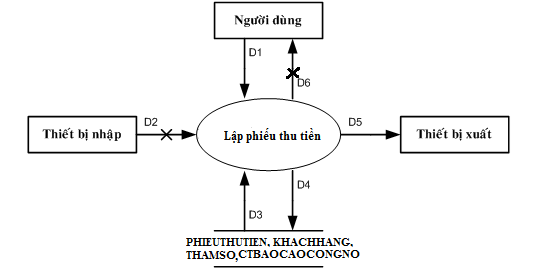 Người dùng
D1
D6
D2
Thiết bị nhập
Lập phiếu thu tiền
D5
Thiết bị xuất
D3
D4
PHIEUTHUTIEN, KHACHHANG,
THAMSO,CTBAOCAOCONGNO